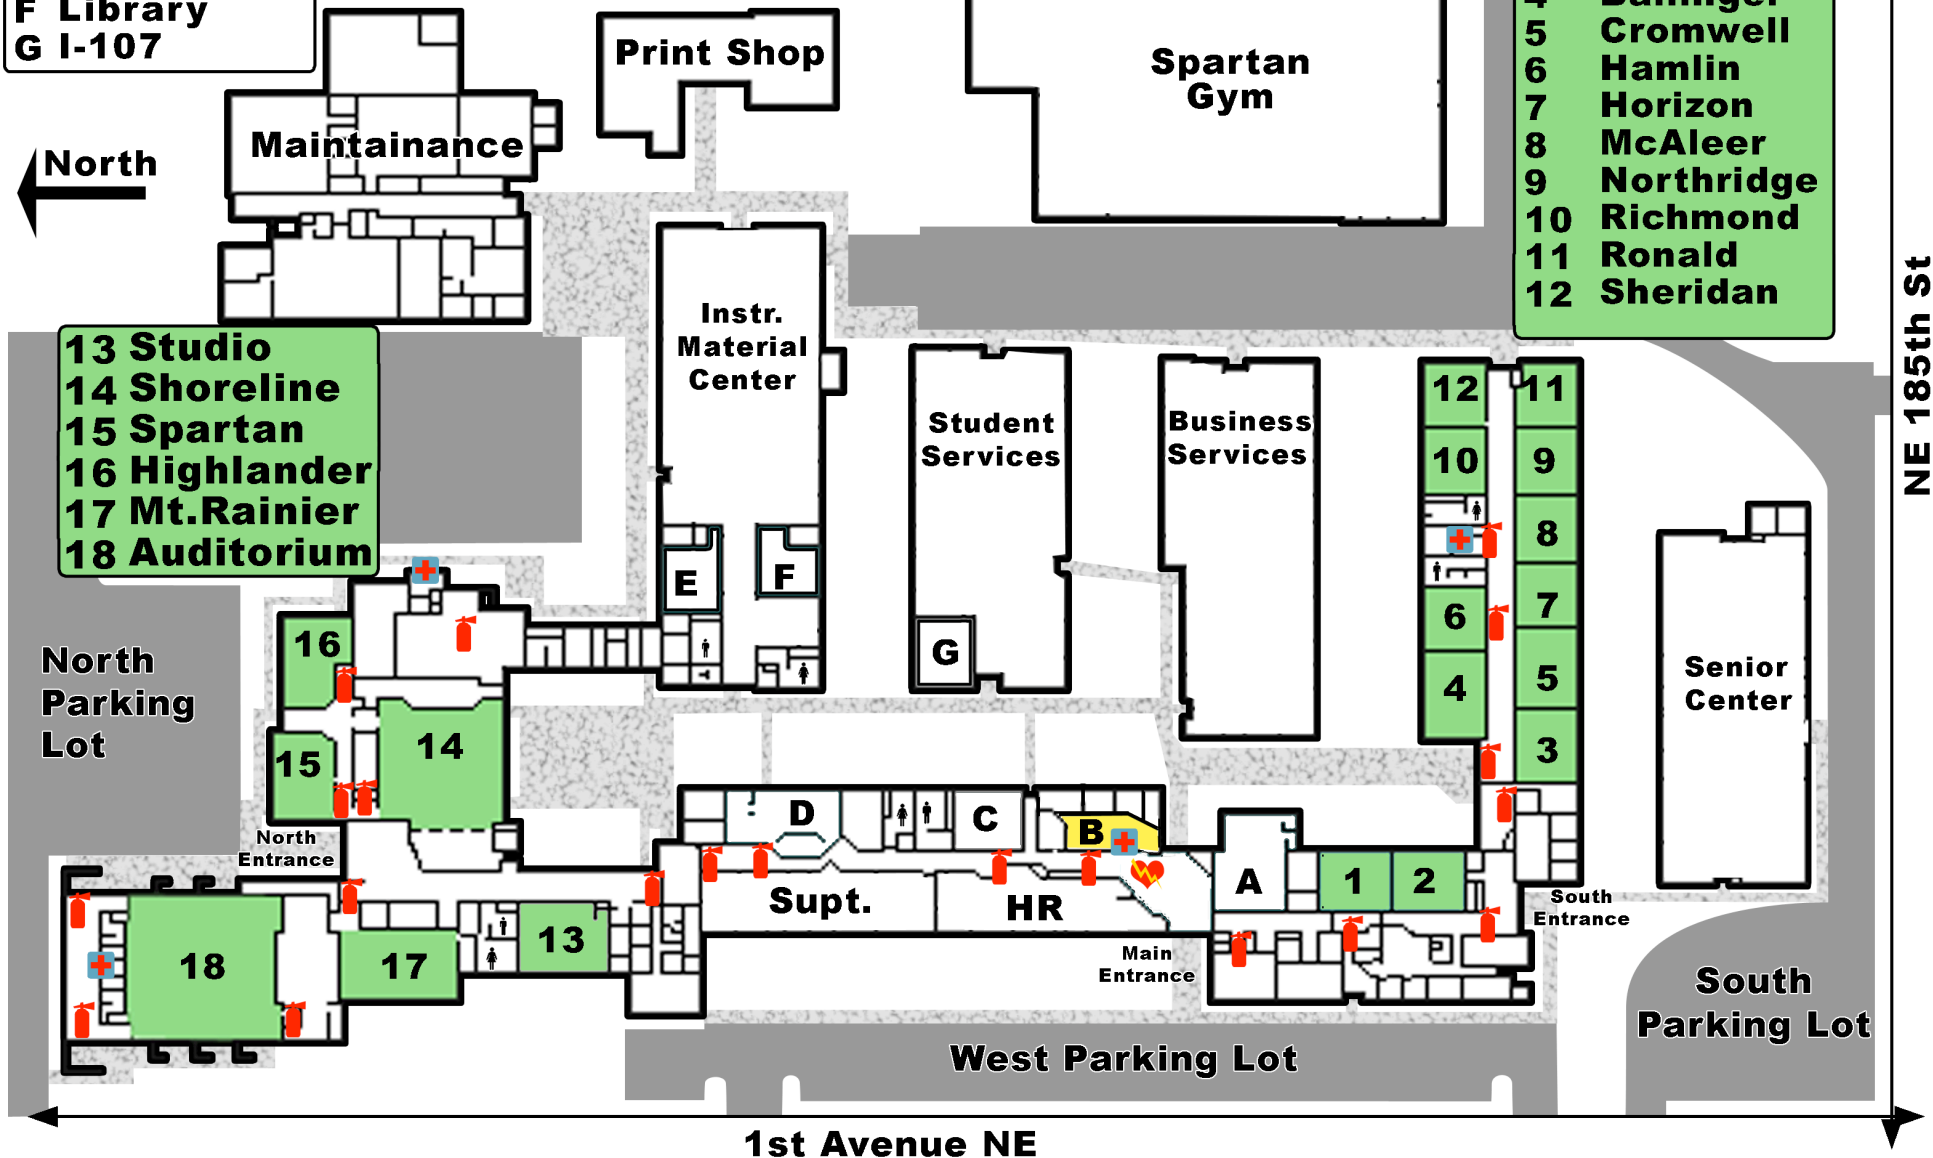 F Library
G I-107
Print Shop
Spartan
Gym
4 Ballinger
5 Cromwell
6 Hamlin
7 Horizon
8 McAleer
9 Northridge
10 Richmond
11 Ronald
12 Sheridan
North
Maintainance
NE 185th St
13 Studio
14 Shoreline
15 Spartan
16 Highlander
17 Mt.Rainier
18 Auditorium
Instr.
Material
Center
Student
Services
Business
Services
12
11
10
9
8
E
F
7
6
16
G
5
4
3
North
Parking
Lot
Senior
Center
15
14
North
Entrance
D
C
B
A
1
2
Supt.
HR
South
Entrance
18
17
13
Main
Entrance
South
Parking Lot
West Parking Lot
1st Avenue NE